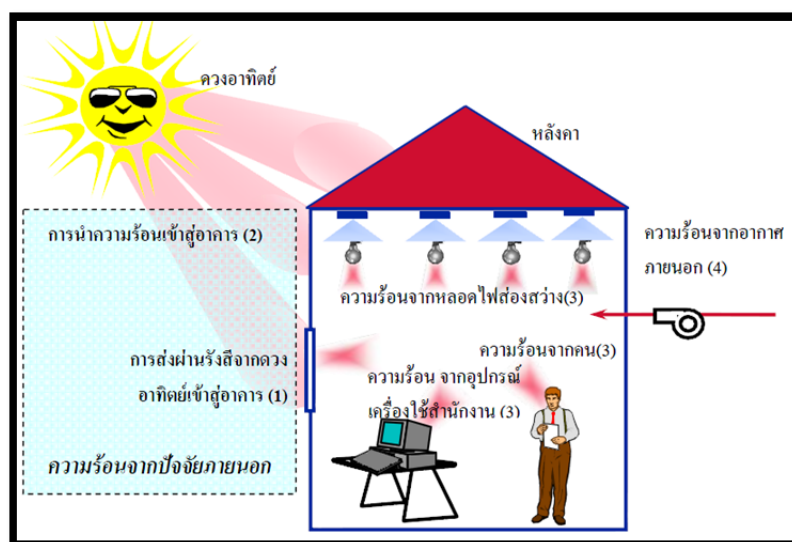 ดวงอาทิตย์
หลังคา
การนำความร้อนเข้าสู่อาคาร (2)
ความร้อนจากอากาศ
ภายนอก (4)
ความร้อนจากหลอดไฟส่องสว่าง(3)
การส่งผ่านรังสีจากดวง
อาทิตย์เข้าสู่อาคาร (1)
ความร้อนจากคน(3)
ความร้อน จากอุปกรณ์
เครื่องใช้สำนักงาน (3)
ความร้อนจากปัจจัยภายนอก